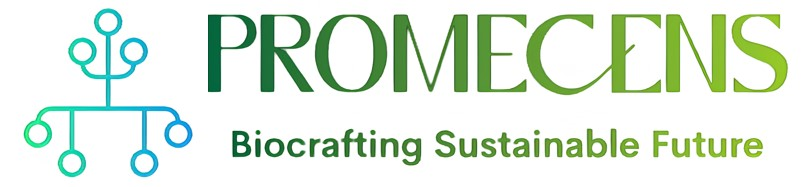 PROMECENS
Biocrafting Sustainable Future